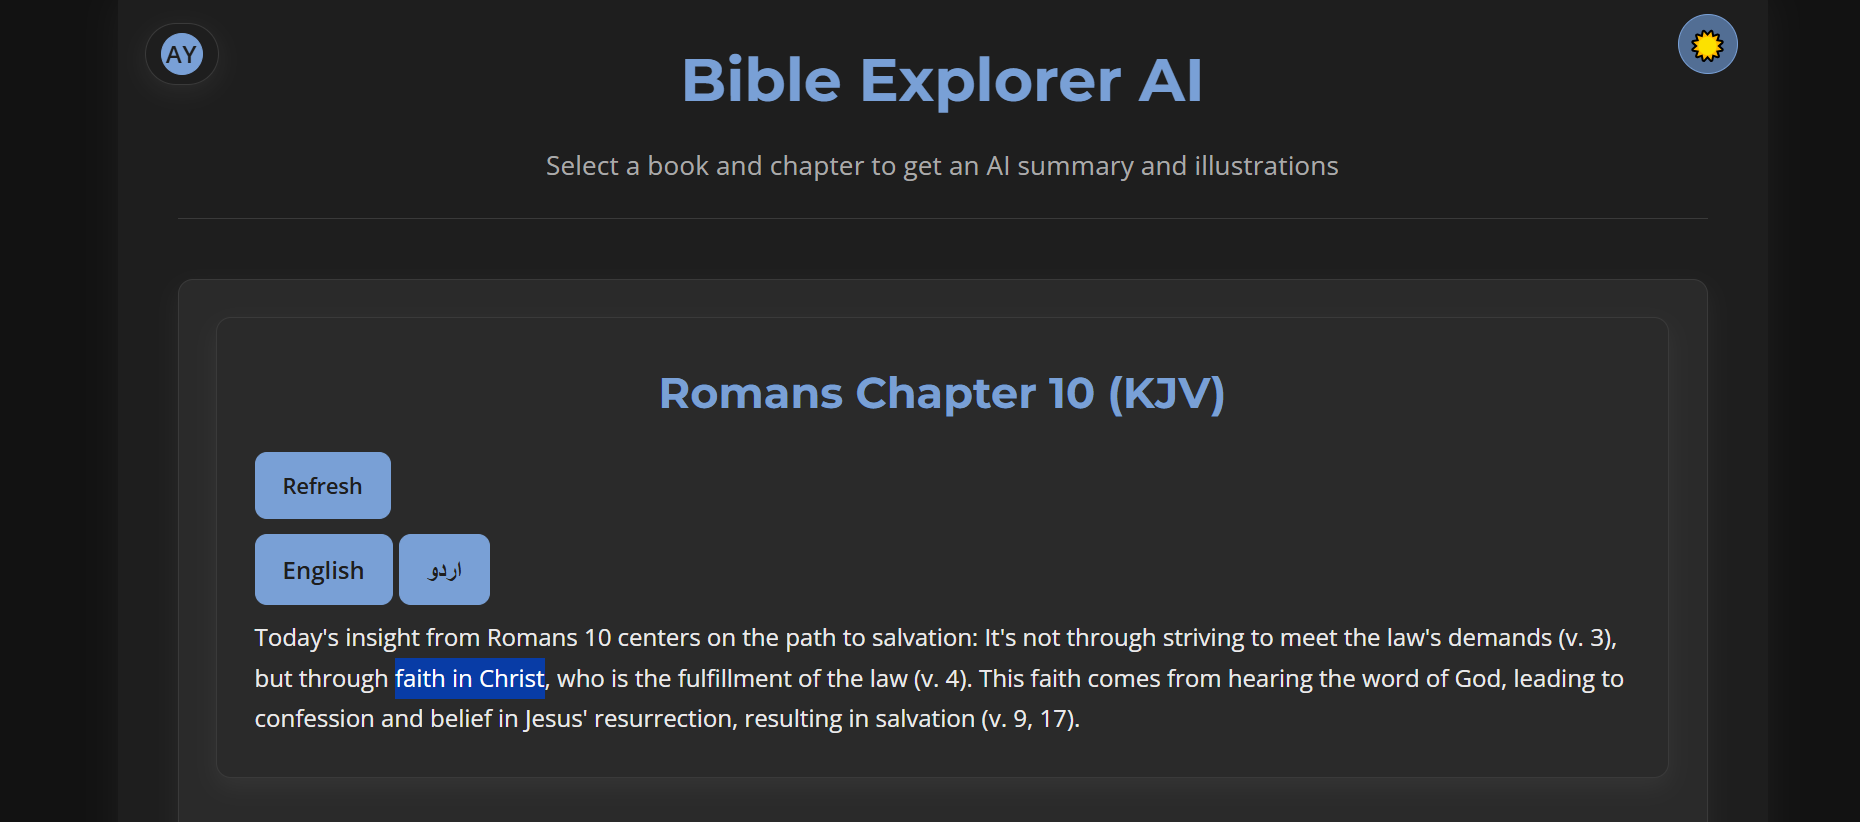 AY
Bible Explorer AI
Select a book and chapter to get an AI summary and illustrations
Romans Chapter 10 (KJV)
Refresh
English اردو
Today's insight from Romans 10 centers on the path to salvation: It's not through striving to meet the law's demands (v. 3),
but through faith in Christ, who is the fulfillment of the law (v. 4). This faith comes from hearing the word of God, leading to
confession and belief in Jesus' resurrection, resulting in salvation (v. 9, 17).